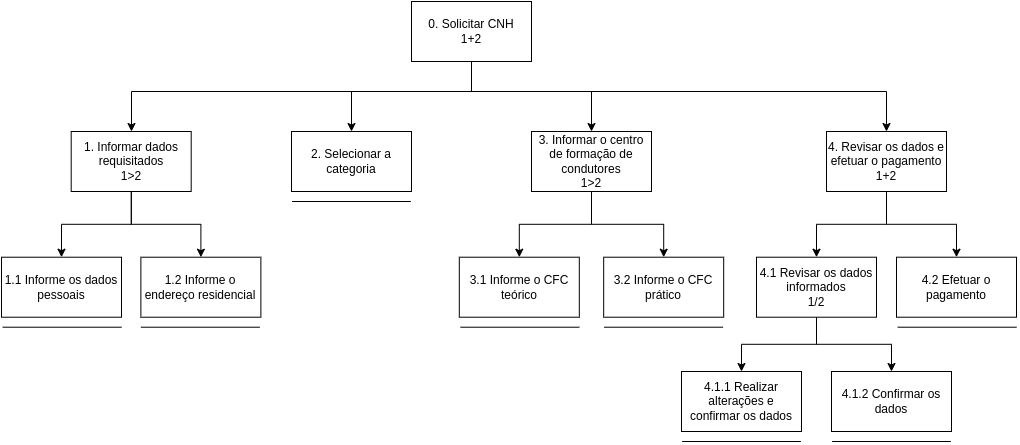 0. Solicitar CNH
1+2
1. Informar dados
requisitados
1>2
2. Selecionar a
categoria
3. Informar o centro
de formação de
condutores
1>2
4. Revisar os dados e
efetuar o pagamento
1+2
1.1 Informe os dados
pessoais
1.2 Informe o
endereço residencial
3.1 Informe o CFC
teórico
3.2 Informe o CFC
prático
4.1 Revisar os dados
informados
1/2
4.2 Efetuar o
pagamento
4.1.1 Realizar
alterações e
confirmar os dados
4.1.2 Confirmar os
dados